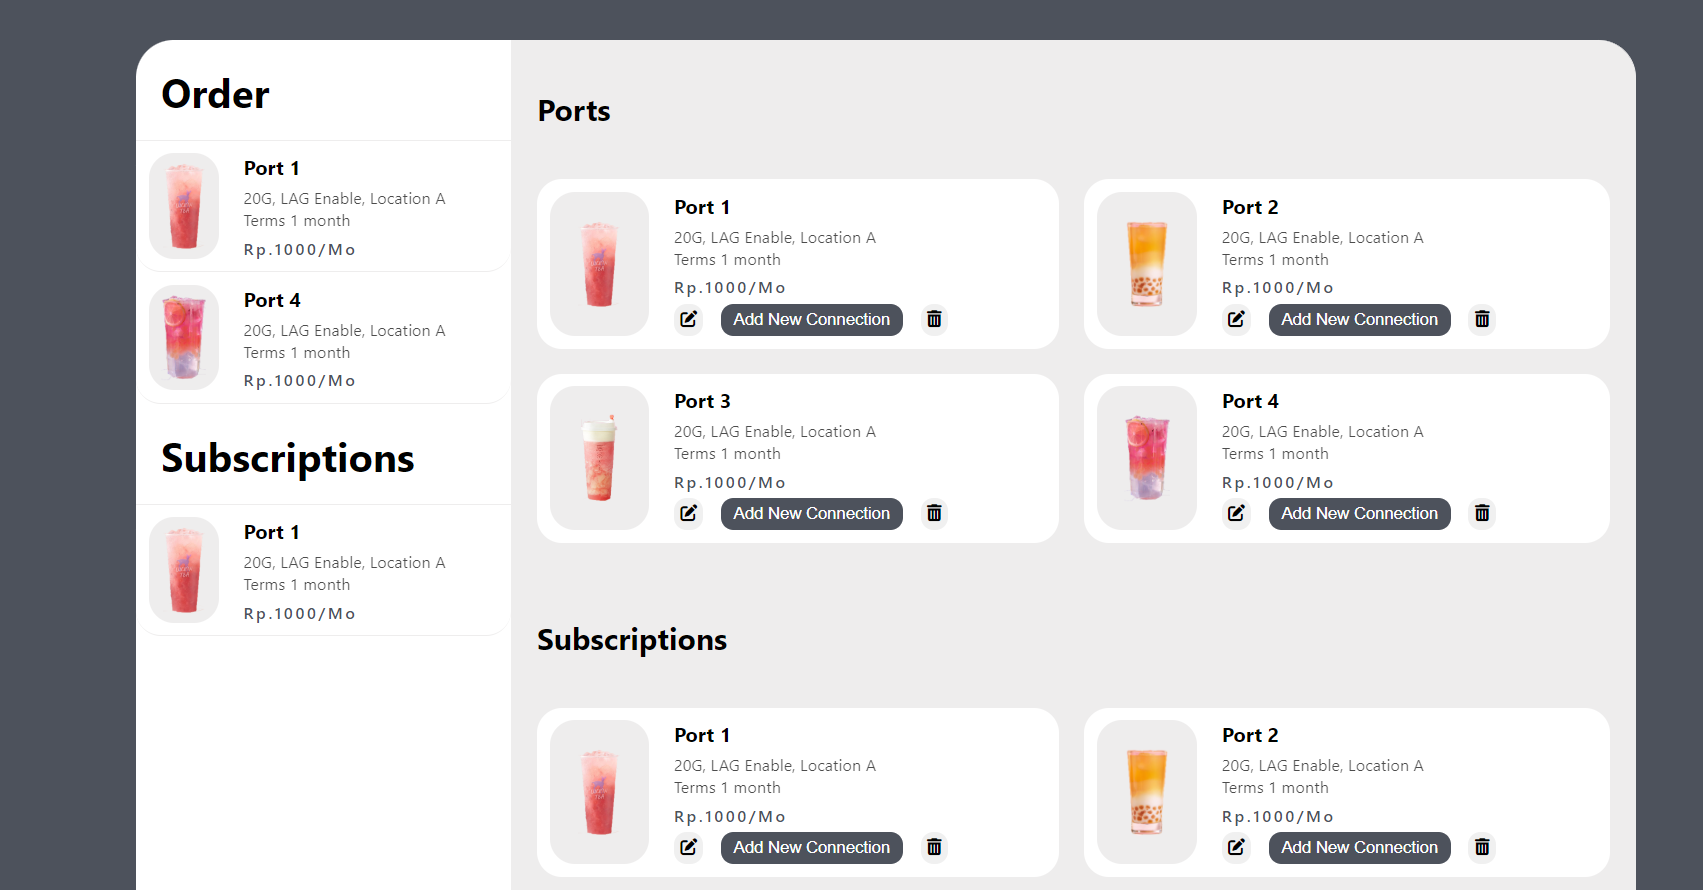 Order
Port 1
20G, LAG Enable, Location A
Terms 1 month
Rp.1000/Mo
Port 4
20G, LAG Enable, Location A
Terms 1 month
Rp.1000/Mo
Subscriptions
Port 1
20G, LAG Enable, Location A
Terms 1 month
Rp.1000/Mo
Ports
Port 1
20G, LAG Enable, Location A
Terms 1 month
Rp.1000/Mo
Add New Connection
Port 2
20G, LAG Enable, Location A
Terms 1 month
Rp.1000/Mo
Add New Connection
Port 3
20G, LAG Enable, Location A
Terms 1 month
Rp.1000/Mo
Add New Connection
Port 4
20G, LAG Enable, Location A
Terms 1 month
Rp.1000/Mo
Add New Connection
Subscriptions
Port 1
20G, LAG Enable, Location A
Terms 1 month
Rp.1000/Mo
Add New Connection
Port 2
20G, LAG Enable, Location A
Terms 1 month
Rp.1000/Mo
Add New Connection